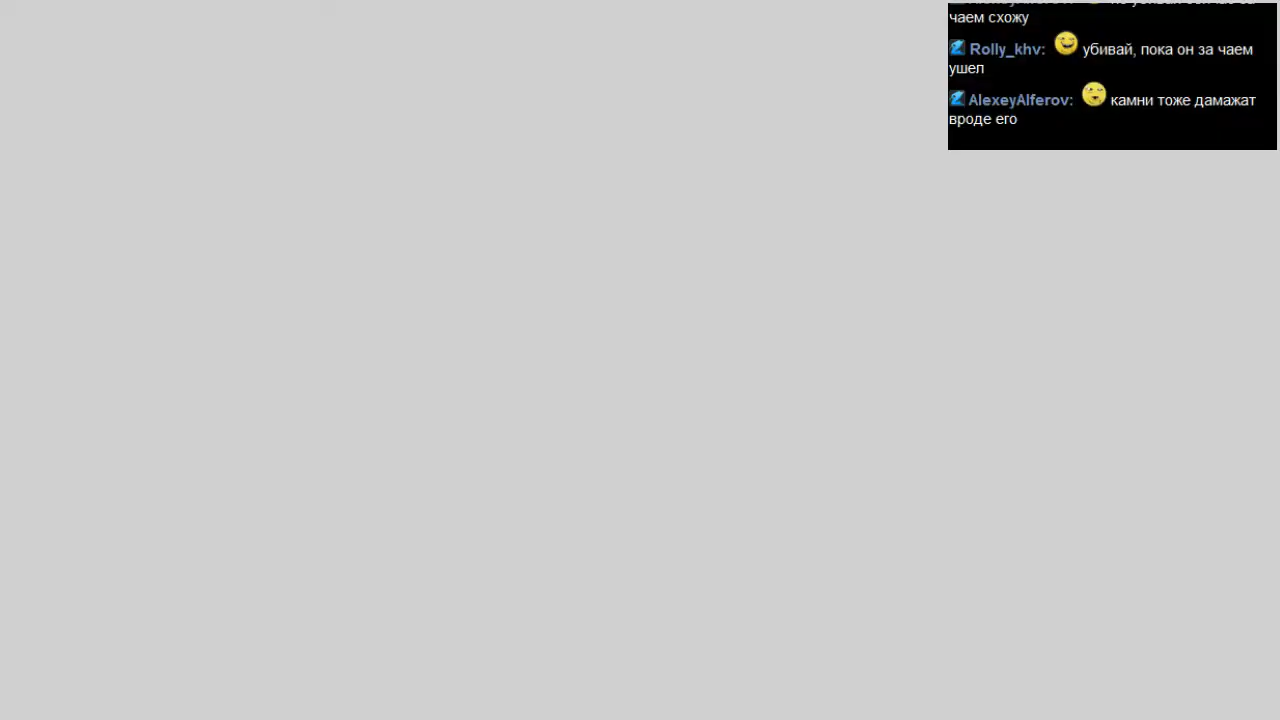 чаем схожу
Rolly_khv: убивай, пока он за чаем
ушел
AlexeyAlferov: камни тоже дамажат
вроде его